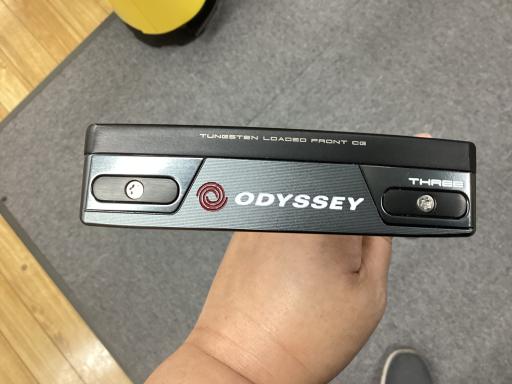 TUNGSTEN LOADED FRONT CG
THREE
ODYSSEY